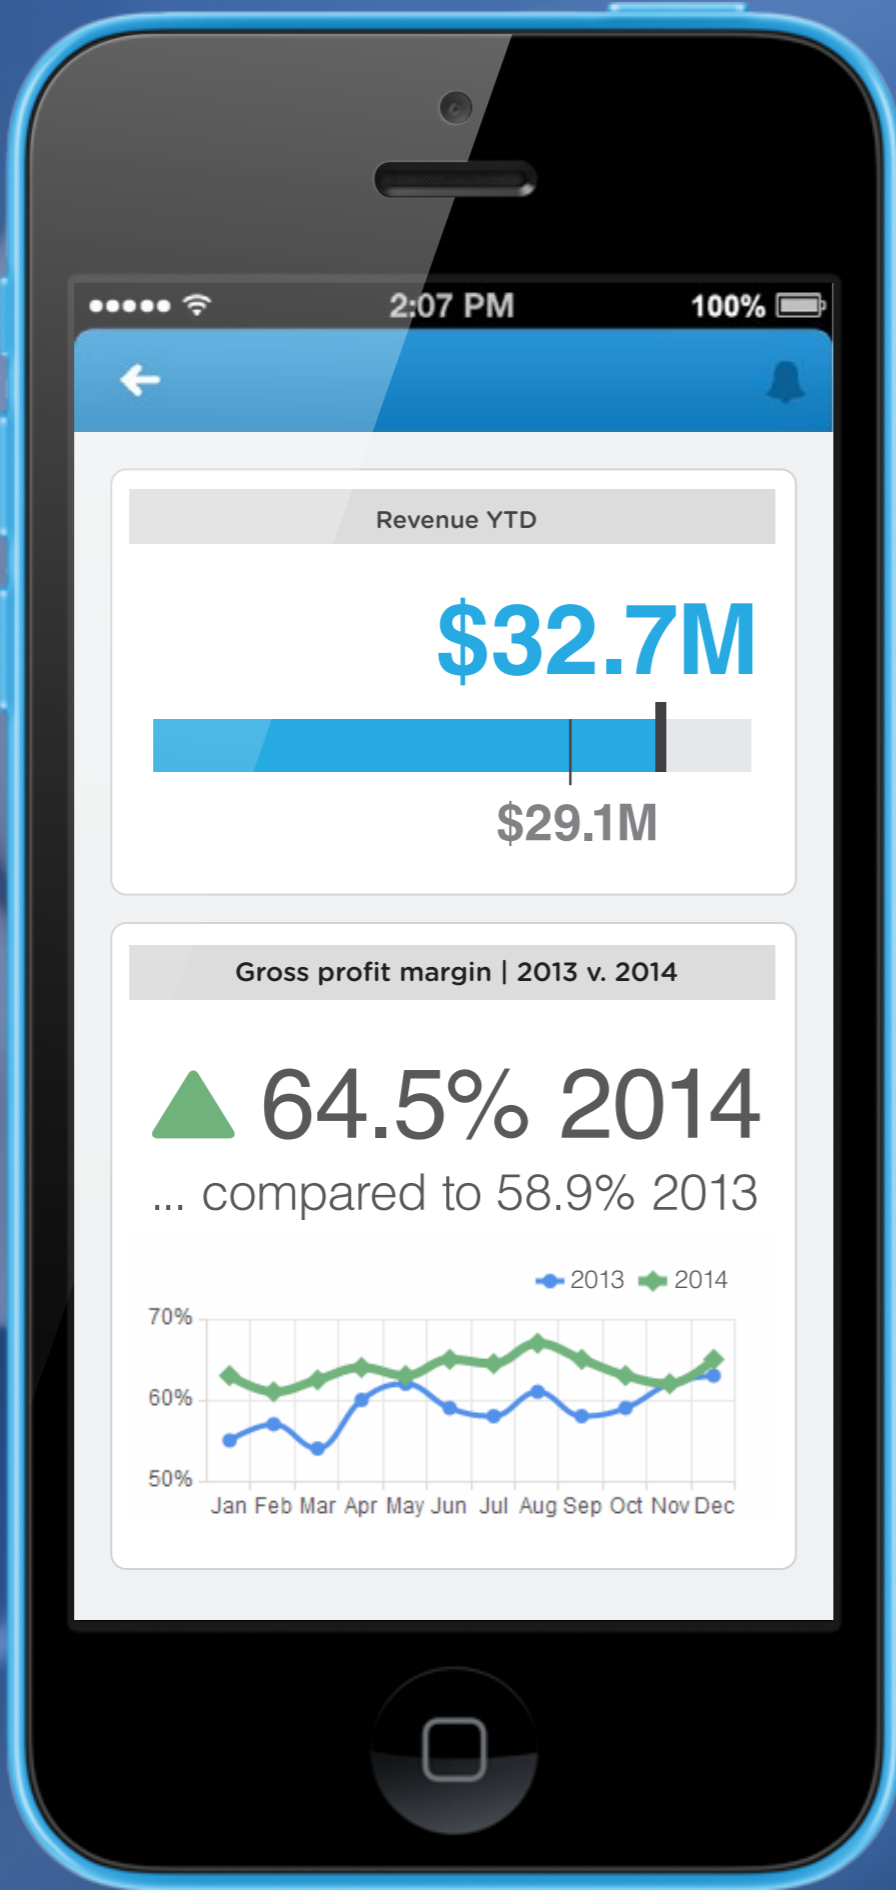 2:07 PM 100%
Revenue YTD
$32.7M
$29.1M
Gross profit margin | 2013 v. 2014
64.5% 2014
... compared to 58.9% 2013
2013 2014
70%
60%
50%
Jan Feb Mar Apr May Jun Jul Aug Sep Oct Nov Dec